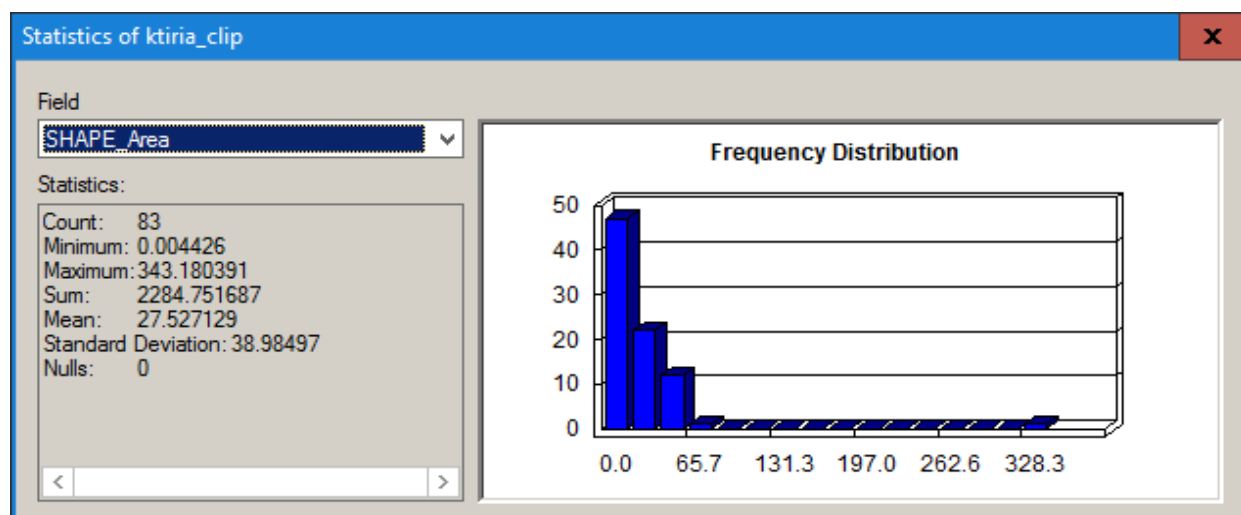 Statistics of ktiria_clip
x
Field
SHAPE_Area
Statistics:
Count: 83
Minimum: 0.004426
Maximum: 343.180391
Sum: 2284.751687
Mean: 27.527129
Standard Deviation: 38.98497
Nulls: 0
Frequency Distribution
50
40
30
20
10
0
0.0 65.7 131.3 197.0 262.6 328.3